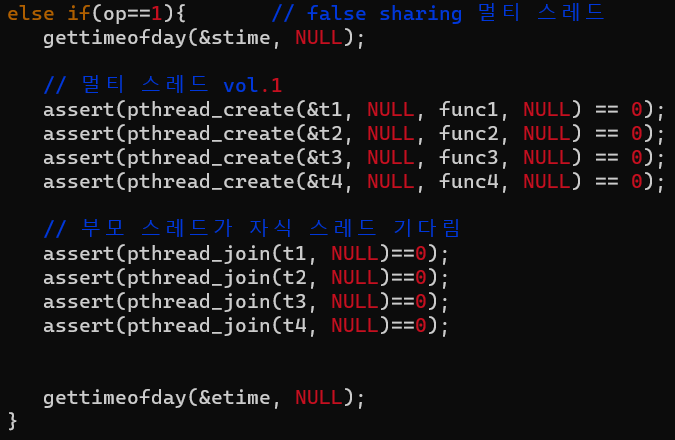 else if(op==1){     // false sharing 멀티 스레드
   gettimeofday(&stime, NULL);
   // 멀티 스레드 vol.1
   assert(pthread_create(&t1, NULL, func1, NULL) == 0);
   assert(pthread_create(&t2, NULL, func2, NULL) == 0);
   assert(pthread_create(&t3, NULL, func3, NULL) == 0);
   assert(pthread_create(&t4, NULL, func4, NULL) == 0);
   // 부모 스레드가 자식 스레드 기다림
   assert(pthread_join(t1, NULL)==0);
   assert(pthread_join(t2, NULL)==0);
   assert(pthread_join(t3, NULL)==0);
   assert(pthread_join(t4, NULL)==0);
   gettimeofday(&etime, NULL);
}